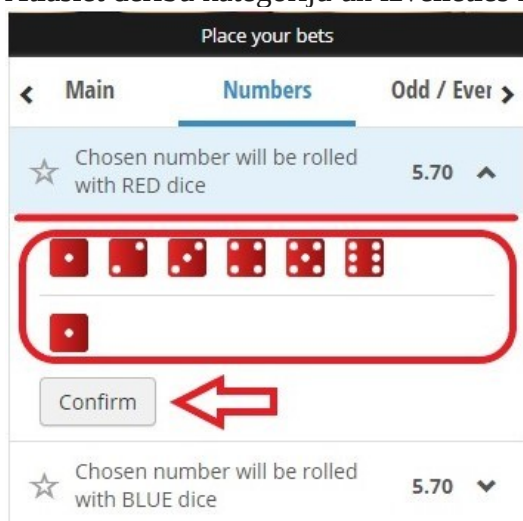 Place your bets
Main Numbers Odd / Ever
Chosen number will be rolled
with RED dice
5.70
Confirm
Chosen number will be rolled
with BLUE dice
5.70